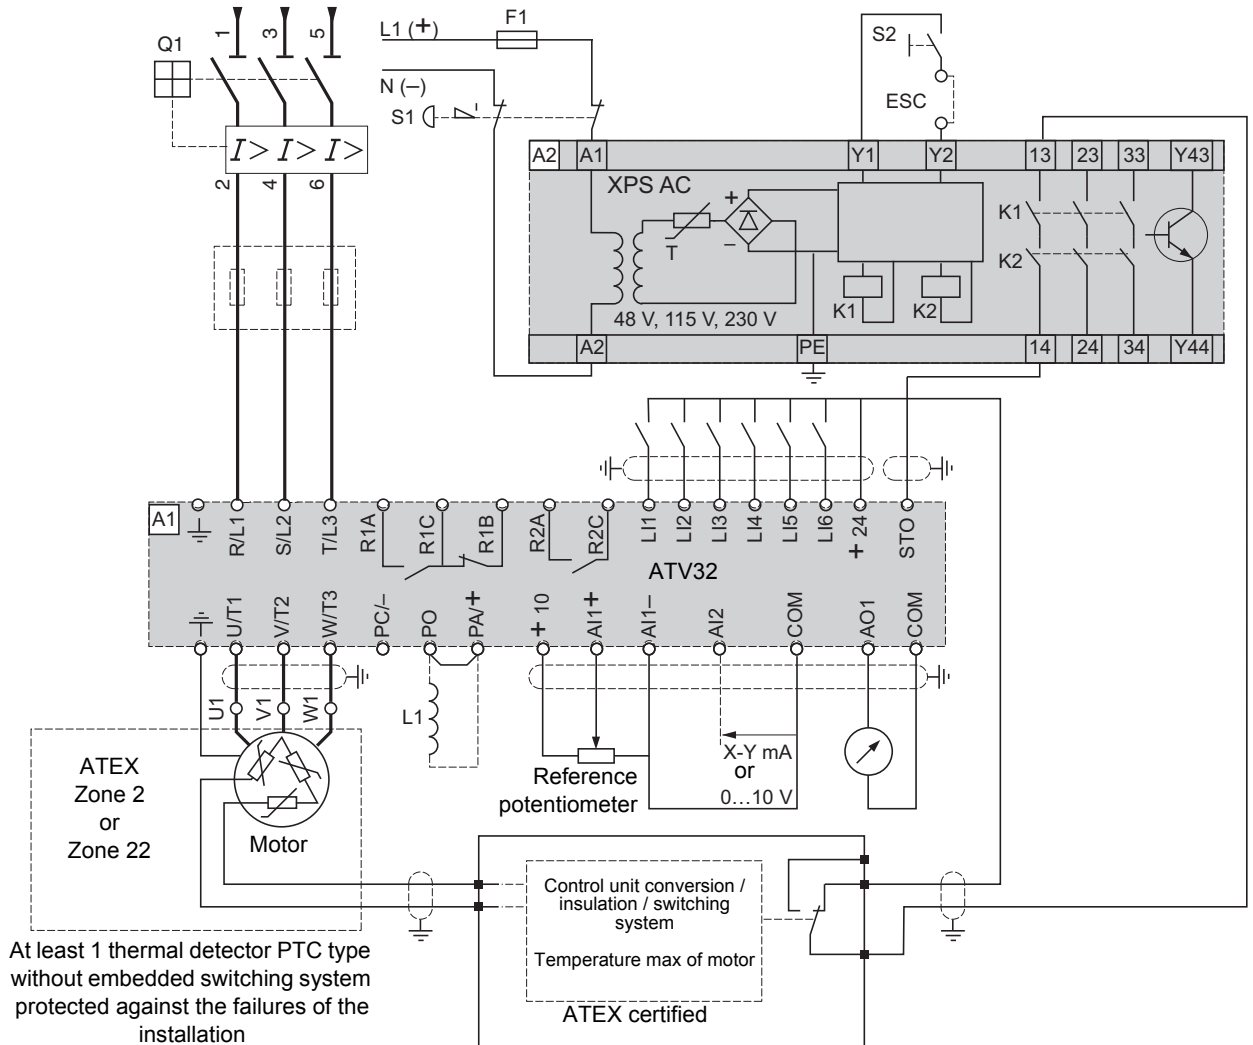 1 3 5
Q1
I> I> I>
2 4 6
L1 (+)
F1
N (–)
S1
S2
ESC
A2 A1 Y1 Y2 13 23 33 Y43
XPS AC
+
–
T
K1
K2
K1 K2
48 V, 115 V, 230 V
A2 PE 14 24 34 Y44
A1
R/L1 S/L2 T/L3 R1A R1C R1B R2A R2C LI1 LI2 LI3 LI4 LI5 LI6 + 24 STO
ATV32
U/T1 V/T2 W/T3 PC/– PO PA/+ + 10 AI1+ AI1– AI2 COM AO1 COM
U1 V1 W1
L1
ATEX
Zone 2
or
Zone 22
Motor
Reference
potentiometer
X-Y mA
or
0…10 V
Control unit conversion /
insulation / switching
system
Temperature max of motor
ATEX certified
At least 1 thermal detector PTC type
without embedded switching system
protected against the failures of the
installation